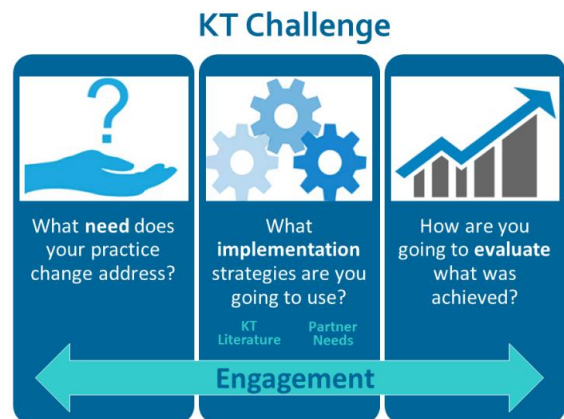 KT Challenge
?
What need does
your practice
change address?
What
implementation
strategies are you
going to use?
KT
Literature
Partner
Needs
How are you
going to evaluate
what was
achieved?
Engagement